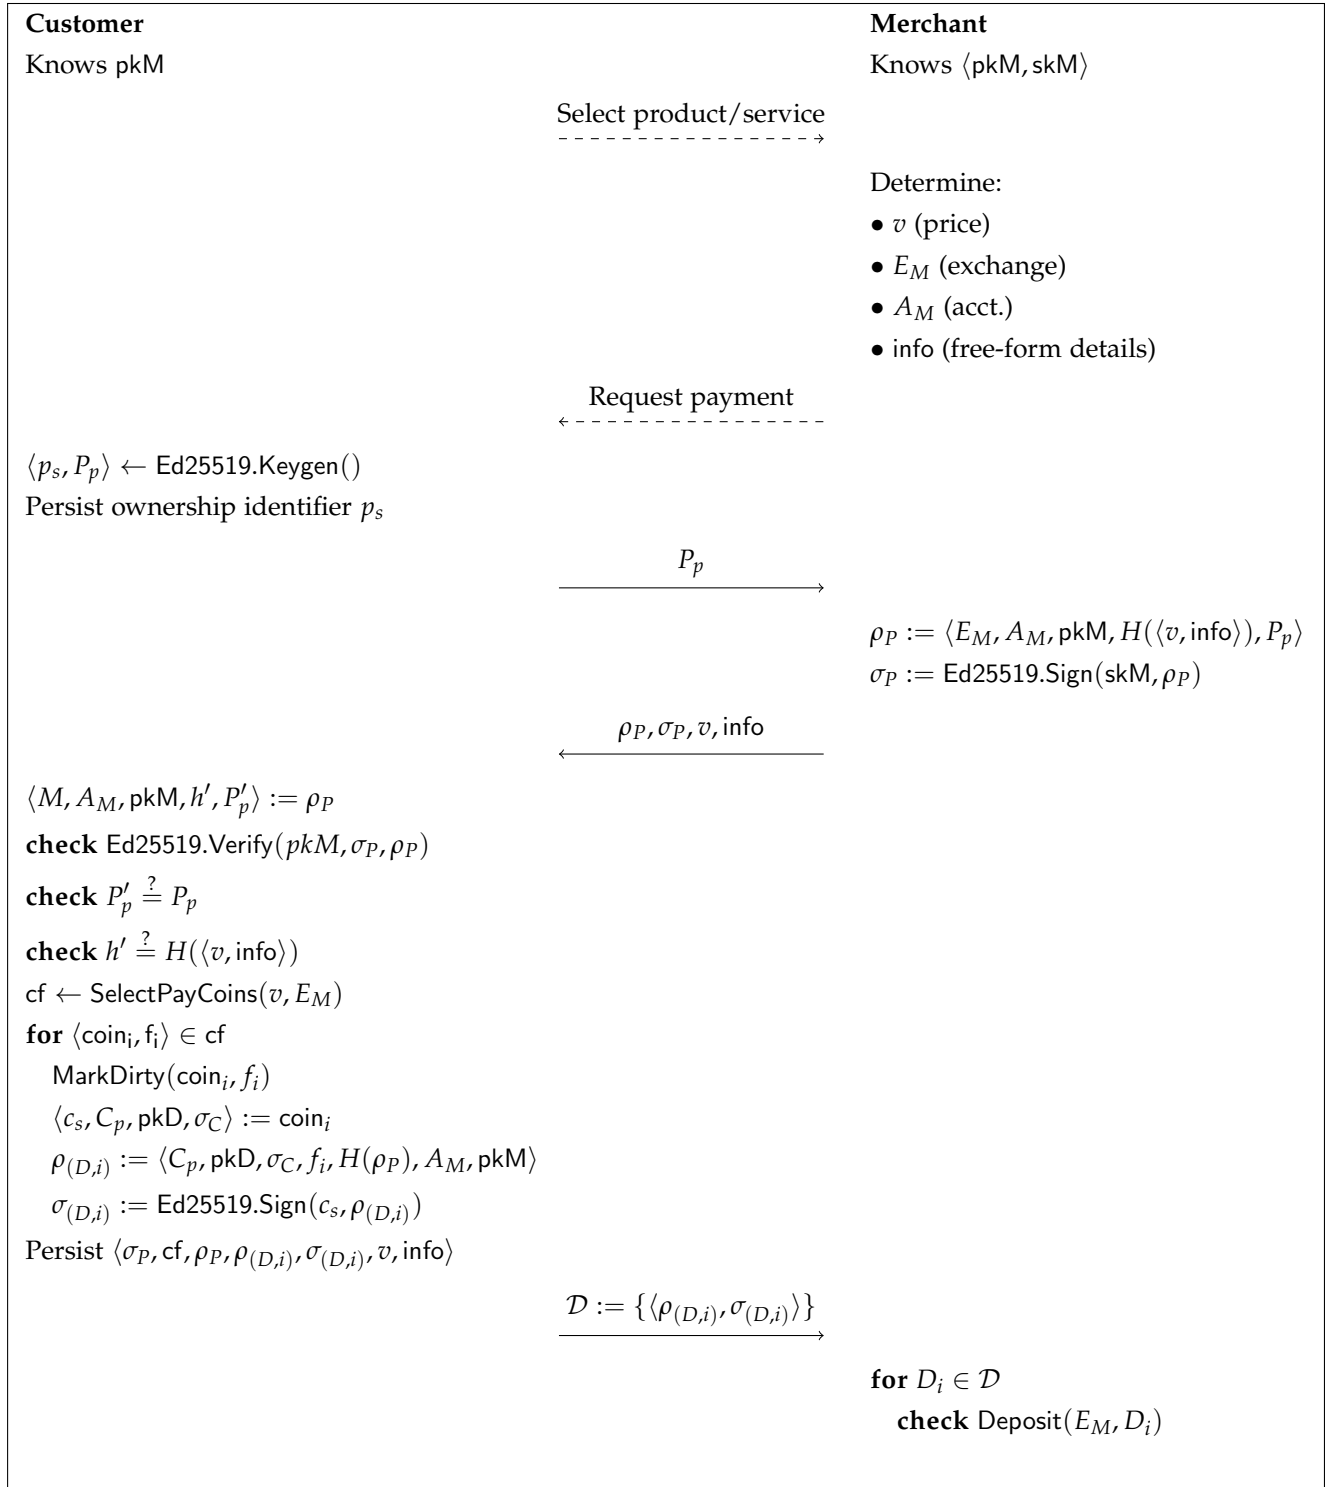 Customer Merchant
Knows pkM Knows ⟨pkM, skM⟩
Select product/service
Determine:
• v (price)
• E_M (exchange)
• A_M (acct.)
• info (free-form details)
Request payment
⟨p_s, P_p⟩ ← Ed25519.Keygen()
Persist ownership identifier p_s
P_p
ρ_P := ⟨E_M, A_M, pkM, H(⟨v, info⟩), P_p⟩
σ_P := Ed25519.Sign(skM, ρ_P)
ρ_P, σ_P, v, info
⟨M, A_M, pkM, h′, P′_p⟩ := ρ_P
check Ed25519.Verify(pkM, σ_P, ρ_P)
check P′_p ≟ P_p
check h′ ≟ H(⟨v, info⟩)
cf ← SelectPayCoins(v, E_M)
for ⟨coin_i, f_i⟩ ∈ cf
MarkDirty(coin_i, f_i)
⟨c_s, C_p, pkD, σ_C⟩ := coin_i
ρ_(D,i) := ⟨C_p, pkD, σ_C, f_i, H(ρ_P), A_M, pkM⟩
σ_(D,i) := Ed25519.Sign(c_s, ρ_(D,i))
Persist ⟨σ_P, cf, ρ_P, ρ_(D,i), σ_(D,i), v, info⟩
𝒟 := {⟨ρ_(D,i), σ_(D,i)⟩}
for D_i ∈ 𝒟
check Deposit(E_M, D_i)